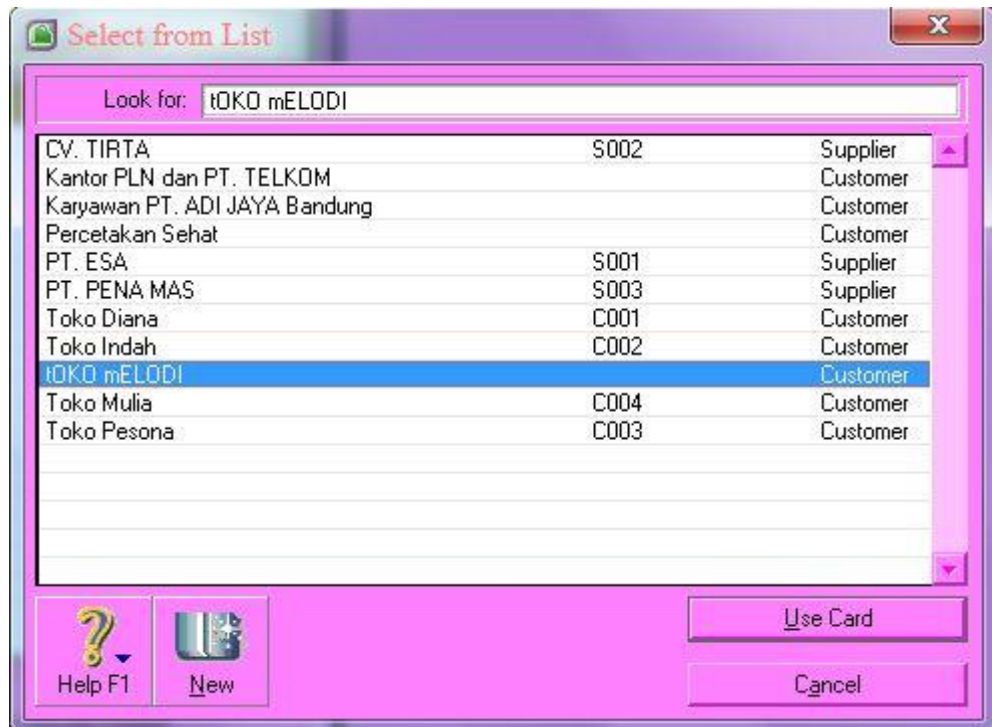 Select from List
X
Look for: tOKO mELODI
CV. TIRTA S002 Supplier
Kantor PLN dan PT. TELKOM Customer
Karyawan PT. ADI JAYA Bandung Customer
Percetakan Sehat Customer
PT. ESA S001 Supplier
PT. PENA MAS S003 Supplier
Toko Diana C001 Customer
Toko Indah C002 Customer
tOKO mELODI Customer
Toko Mulia C004 Customer
Toko Pesona C003 Customer
Help F1
New
Use Card
Cancel